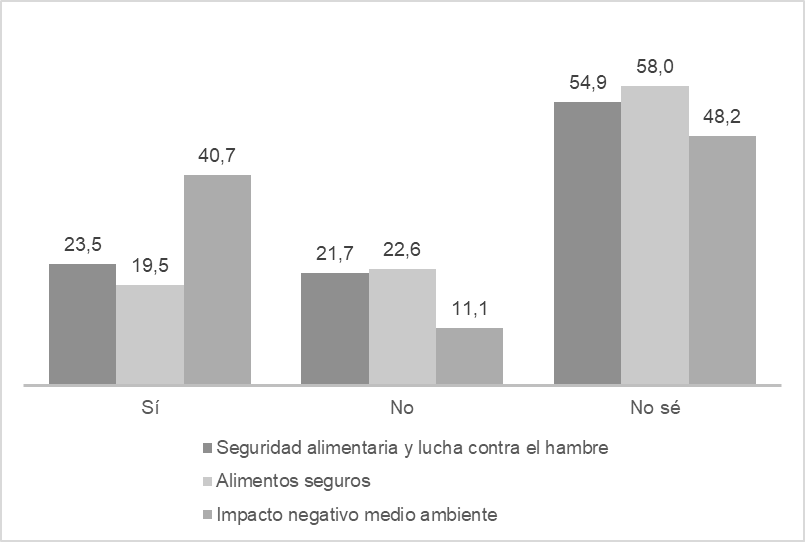 23,5
19,5
40,7
21,7
22,6
11,1
54,9
58,0
48,2
Sí
No
No sé
Seguridad alimentaria y lucha contra el hambre
Alimentos seguros
Impacto negativo medio ambiente